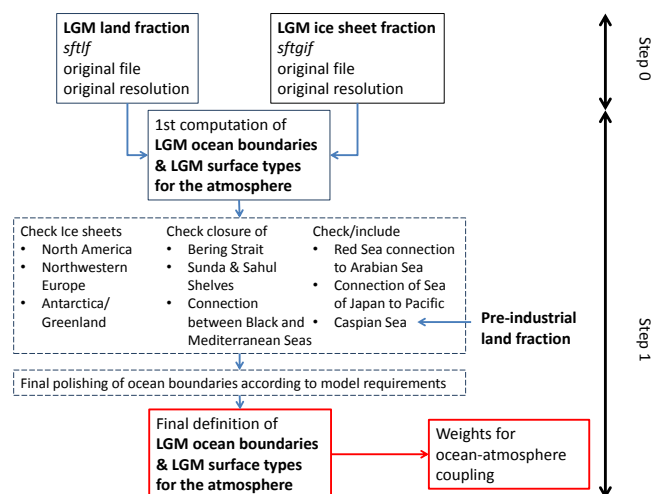 LGM land fraction
sftlf
original file
original resolution
LGM ice sheet fraction
sftgif
original file
original resolution
Step 0
1st computation of
LGM ocean boundaries
& LGM surface types
for the atmosphere
Check Ice sheets
• North America
• Northwestern
Europe
• Antarctica/
Greenland
Check closure of
• Bering Strait
• Sunda & Sahul
Shelves
• Connection
between Black and
Mediterranean Seas
Check/include
• Red Sea connection
to Arabian Sea
• Connection of Sea
of Japan to Pacific
• Caspian Sea
Pre-industrial
land fraction
Step 1
Final polishing of ocean boundaries according to model requirements
Final definition of
LGM ocean boundaries
& LGM surface types
for the atmosphere
Weights for
ocean-atmosphere
coupling